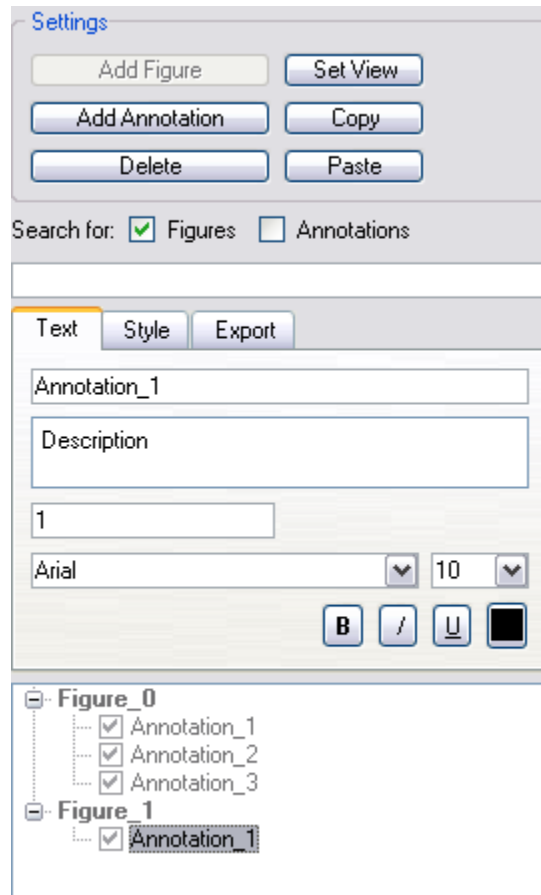 Settings
Add Figure Set View
Add Annotation Copy
Delete Paste
Search for: Figures Annotations
Text Style Export
Annotation_1
Description
1
Arial 10
B I U
Figure_0
Annotation_1
Annotation_2
Annotation_3
Figure_1
Annotation_1